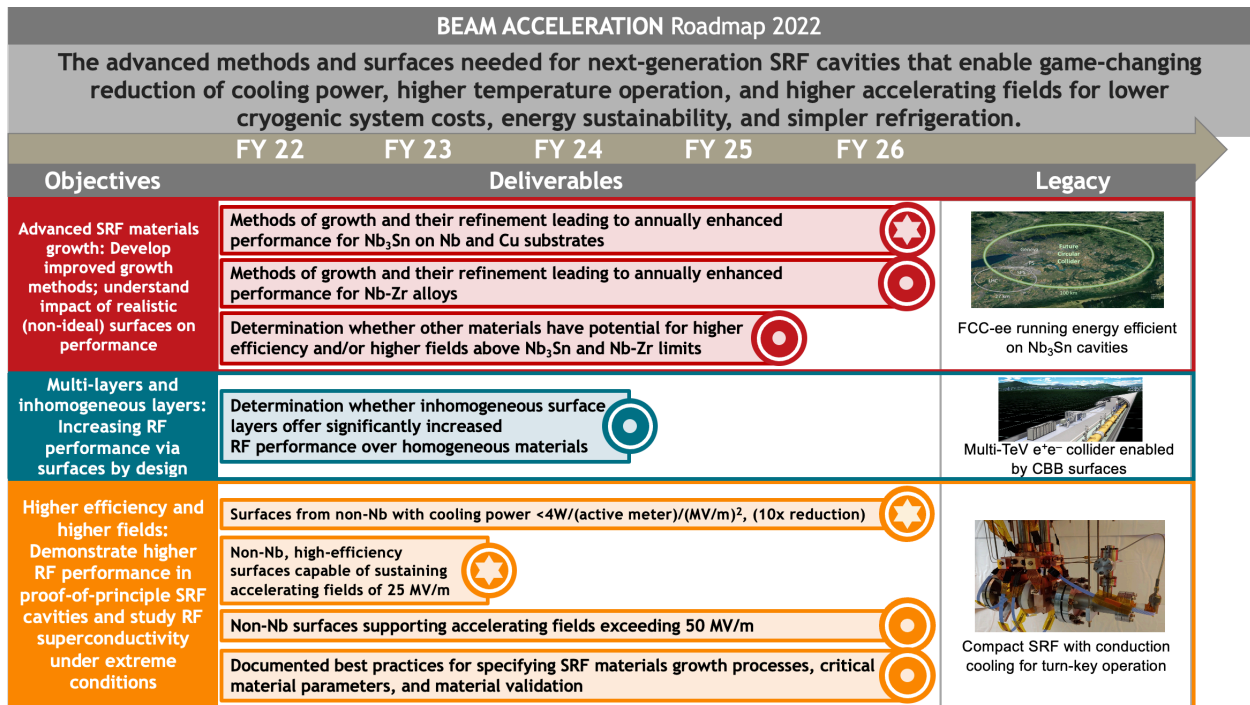 BEAM ACCELERATION Roadmap 2022
The advanced methods and surfaces needed for next-generation SRF cavities that enable game-changing
reduction of cooling power, higher temperature operation, and higher accelerating fields for lower
cryogenic system costs, energy sustainability, and simpler refrigeration.
FY 22 FY 23 FY 24 FY 25 FY 26
Objectives Deliverables Legacy
Advanced SRF materials
growth: Develop
improved growth
methods; understand
impact of realistic
(non-ideal) surfaces on
performance
Methods of growth and their refinement leading to annually enhanced
performance for Nb₃Sn on Nb and Cu substrates
Methods of growth and their refinement leading to annually enhanced
performance for Nb-Zr alloys
Determination whether other materials have potential for higher
efficiency and/or higher fields above Nb₃Sn and Nb-Zr limits
Geneva
PS
SPS
LHC
~27 km
Future
Circular
Collider
~100 km
FCC-ee running energy efficient
on Nb₃Sn cavities
Multi-layers and
inhomogeneous layers:
Increasing RF
performance via
surfaces by design
Determination whether inhomogeneous surface
layers offer significantly increased
RF performance over homogeneous materials
Multi-TeV e⁺e⁻ collider enabled
by CBB surfaces
Higher efficiency and
higher fields:
Demonstrate higher
RF performance in
proof-of-principle SRF
cavities and study RF
superconductivity
under extreme
conditions
Surfaces from non-Nb with cooling power <4W/(active meter)/(MV/m)², (10x reduction)
Non-Nb, high-efficiency
surfaces capable of sustaining
accelerating fields of 25 MV/m
Non-Nb surfaces supporting accelerating fields exceeding 50 MV/m
Documented best practices for specifying SRF materials growth processes, critical
material parameters, and material validation
Compact SRF with conduction
cooling for turn-key operation